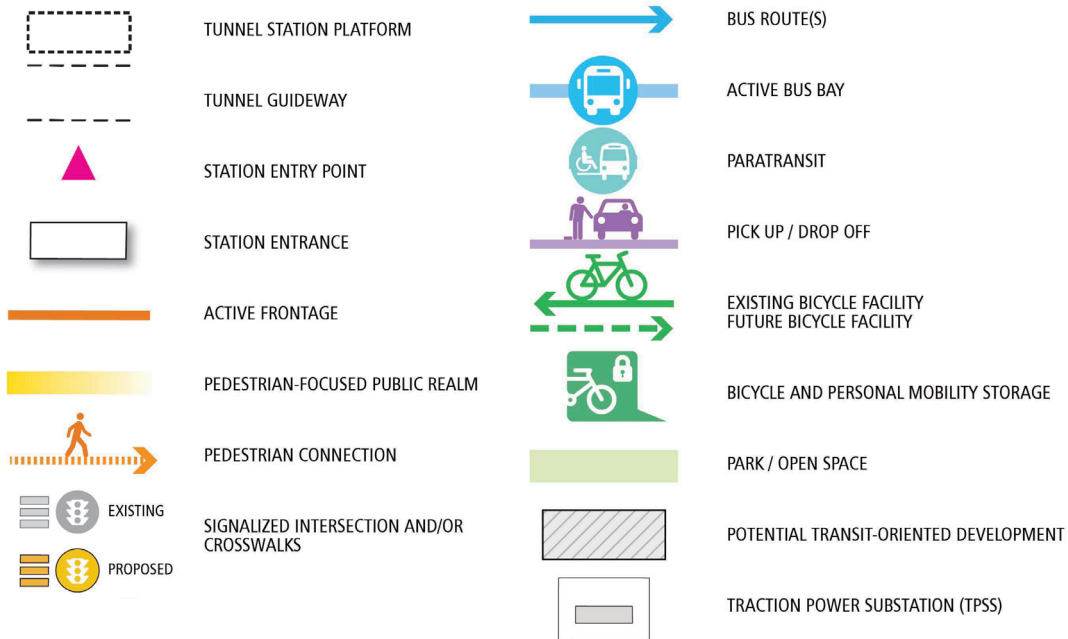 TUNNEL STATION PLATFORM
TUNNEL GUIDEWAY
STATION ENTRY POINT
STATION ENTRANCE
ACTIVE FRONTAGE
PEDESTRIAN-FOCUSED PUBLIC REALM
PEDESTRIAN CONNECTION
EXISTING
PROPOSED
SIGNALIZED INTERSECTION AND/OR
CROSSWALKS
BUS ROUTE(S)
ACTIVE BUS BAY
PARATRANSIT
PICK UP / DROP OFF
EXISTING BICYCLE FACILITY
FUTURE BICYCLE FACILITY
BICYCLE AND PERSONAL MOBILITY STORAGE
PARK / OPEN SPACE
POTENTIAL TRANSIT-ORIENTED DEVELOPMENT
TRACTION POWER SUBSTATION (TPSS)